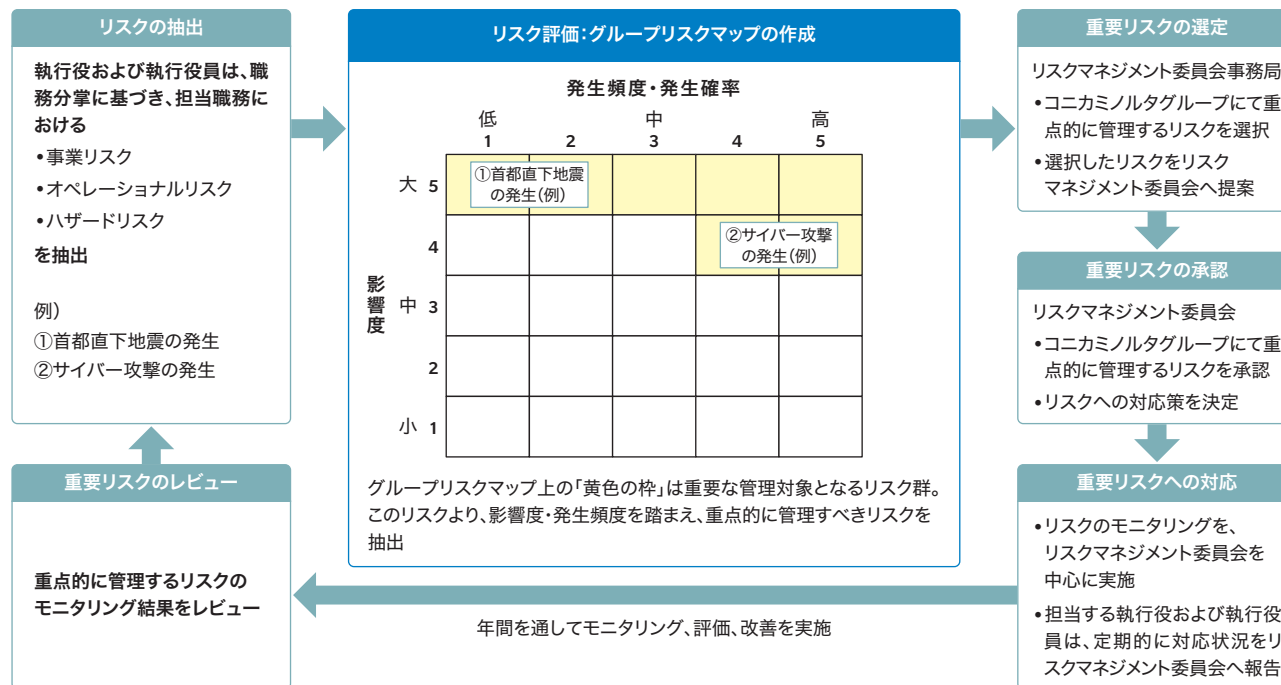 リスクの抽出
執行役および執行役員は、職
務分掌に基づき、担当職務に
おける
•事業リスク
•オペレーショナルリスク
•ハザードリスク
を抽出
例）
①首都直下地震の発生
②サイバー攻撃の発生
リスク評価：グループリスクマップの作成
発生頻度・発生確率
低 中 高
1 2 3 4 5
影響度
大 5
4
中 3
2
小 1
①首都直下地震
の発生（例）
②サイバー攻撃
の発生（例）
グループリスクマップ上の「黄色の枠」は重要な管理対象となるリスク群。
このリスクより、影響度・発生頻度を踏まえ、重点的に管理すべきリスクを
抽出
重要リスクの選定
リスクマネジメント委員会事務局
•コニカミノルタグループにて重
点的に管理するリスクを選択
•選択したリスクをリスク
マネジメント委員会へ提案
重要リスクの承認
リスクマネジメント委員会
•コニカミノルタグループにて重
点的に管理するリスクを承認
•リスクへの対応策を決定
重要リスクへの対応
•リスクのモニタリングを、
リスクマネジメント委員会を
中心に実施
•担当する執行役および執行役
員は、定期的に対応状況をリ
スクマネジメント委員会へ報告
年間を通してモニタリング、評価、改善を実施
重要リスクのレビュー
重点的に管理するリスクの
モニタリング結果をレビュー